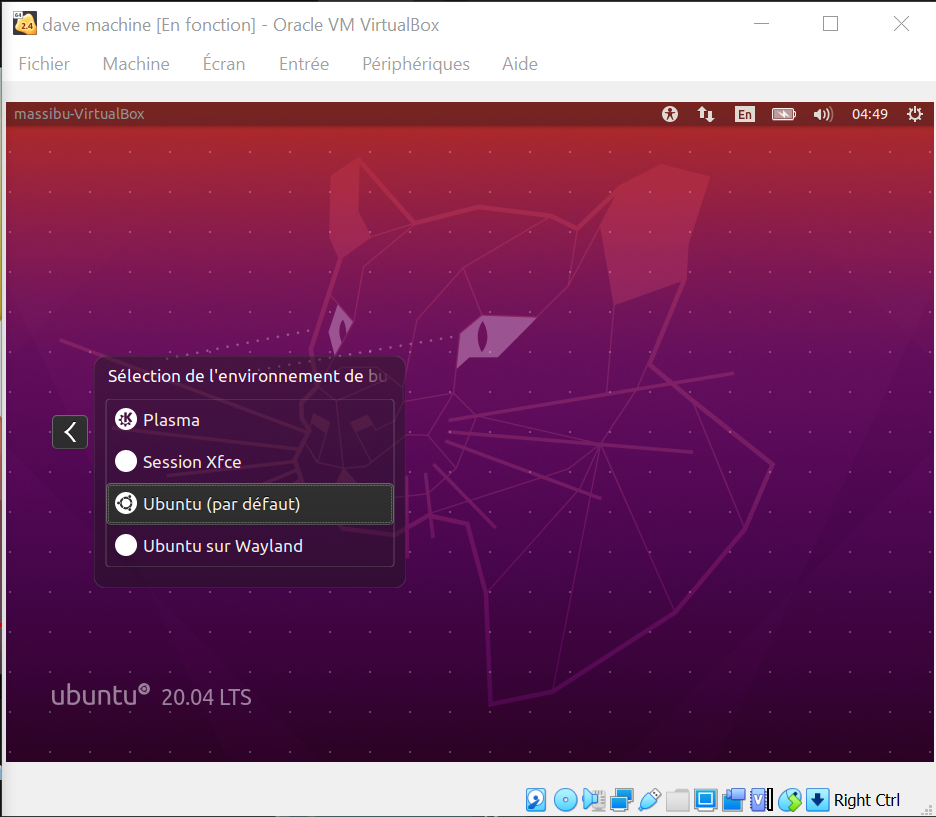 dave machine [En fonction] - Oracle VM VirtualBox
Fichier Machine Écran Entrée Périphériques Aide
massibu-VirtualBox En 04:49
Sélection de l'environnement de bu
Plasma
Session Xfce
Ubuntu (par défaut)
Ubuntu sur Wayland
ubuntu 20.04 LTS
Right Ctrl